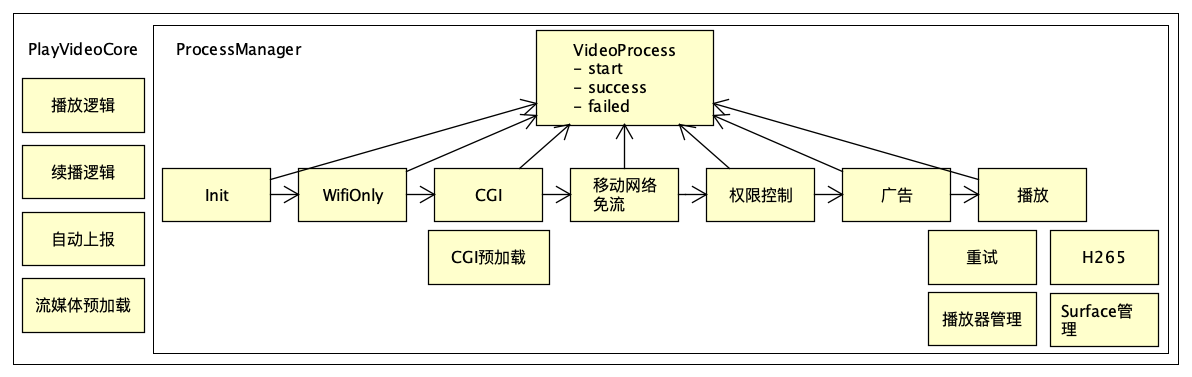 PlayVideoCore
播放逻辑
续播逻辑
自动上报
流媒体预加载
ProcessManager
VideoProcess
- start
- success
- failed
Init
WifiOnly
CGI
移动网络
免流
权限控制
广告
播放
CGI预加载
重试
H265
播放器管理
Surface管
理